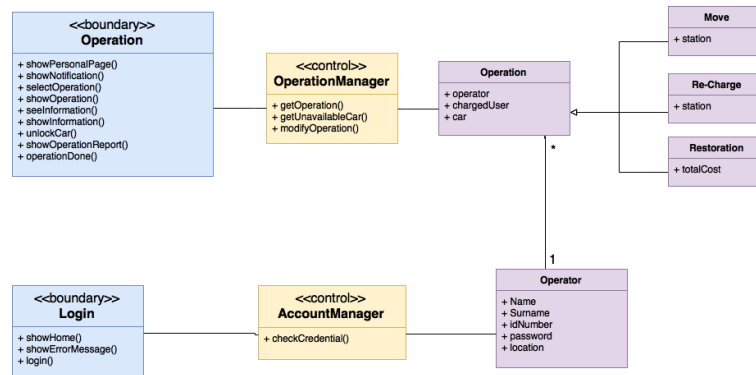 <<boundary>>
Operation
+ showPersonalPage()
+ showNotification()
+ selectOperation()
+ showOperation()
+ seeInformation()
+ showInformation()
+ unlockCar()
+ showOperationReport()
+ operationDone()
<<control>>
OperationManager
+ getOperation()
+ getUnavailableCar()
+ modifyOperation()
Operation
+ operator
+ chargedUser
+ car
Move
+ station
Re-Charge
+ station
Restoration
+ totalCost
*
1
<<boundary>>
Login
+ showHome()
+ showErrorMessage()
+ login()
<<control>>
AccountManager
+ checkCredential()
Operator
+ Name
+ Surname
+ idNumber
+ password
+ location